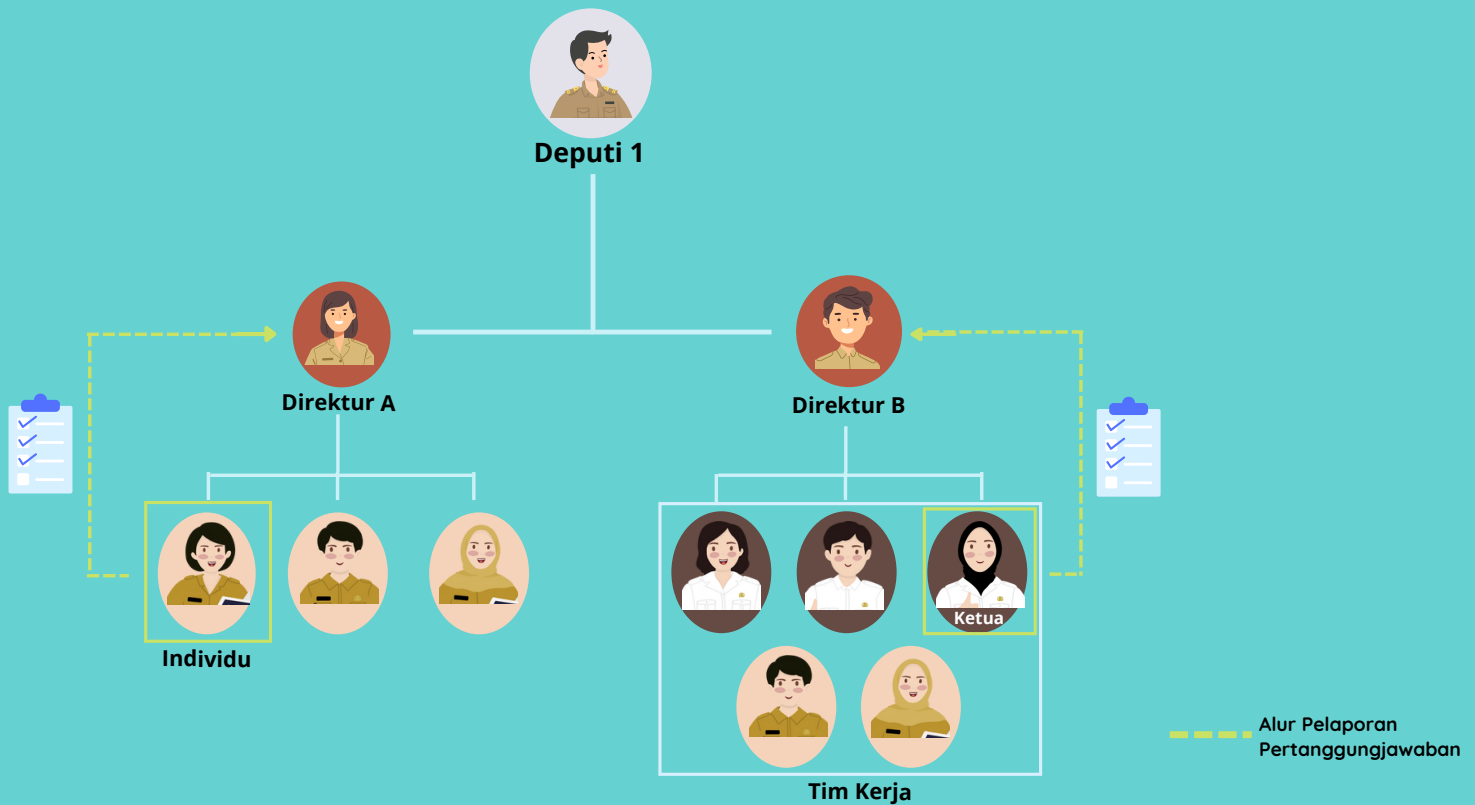 Deputi 1
Direktur A
Direktur B
Ketua
Individu
Alur Pelaporan
Pertanggungjawaban
Tim Kerja